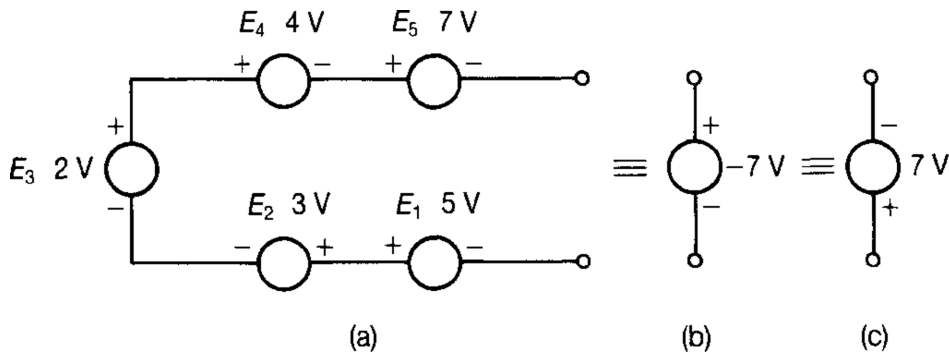 E₄ 4 V E₅ 7 V
+ − + −
+ + −
E₃ 2 V ≡ −7 V ≡ 7 V
− E₂ 3 V E₁ 5 V − +
− + + −
(a) (b) (c)